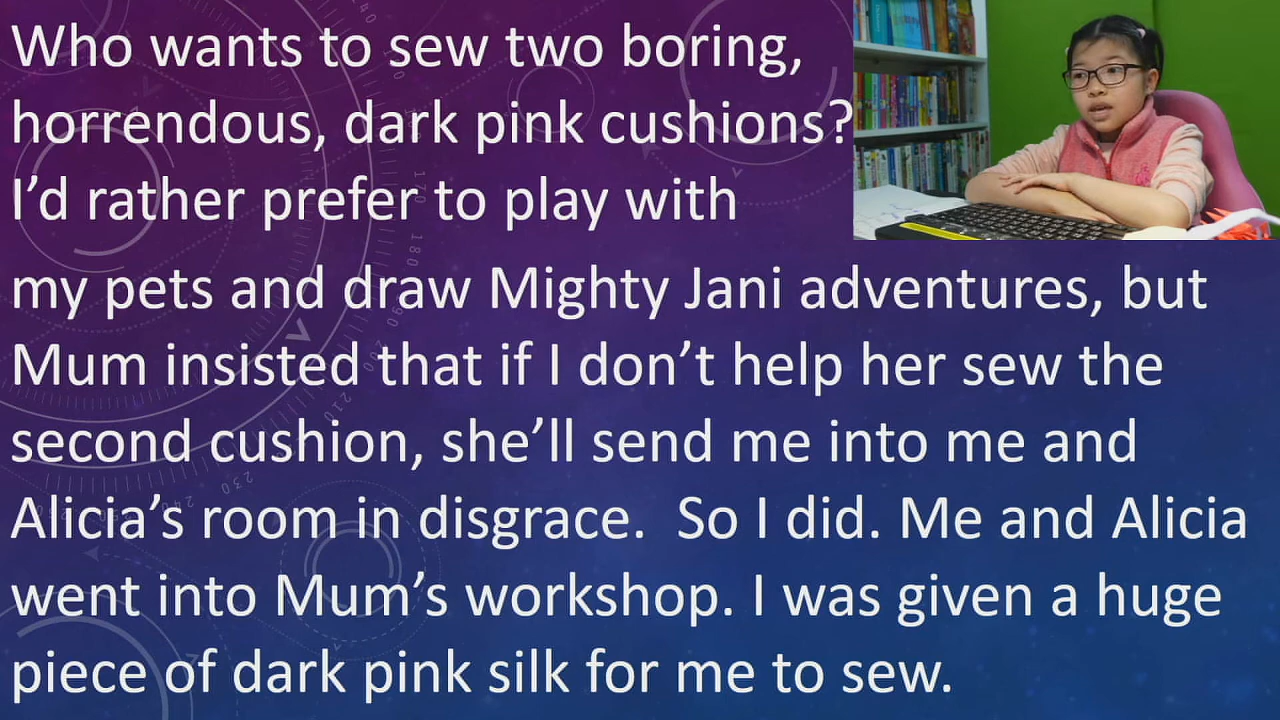 Who wants to sew two boring,
horrendous, dark pink cushions?
I’d rather prefer to play with
my pets and draw Mighty Jani adventures, but
Mum insisted that if I don’t help her sew the
second cushion, she’ll send me into me and
Alicia’s room in disgrace.  So I did. Me and Alicia
went into Mum’s workshop. I was given a huge
piece of dark pink silk for me to sew.